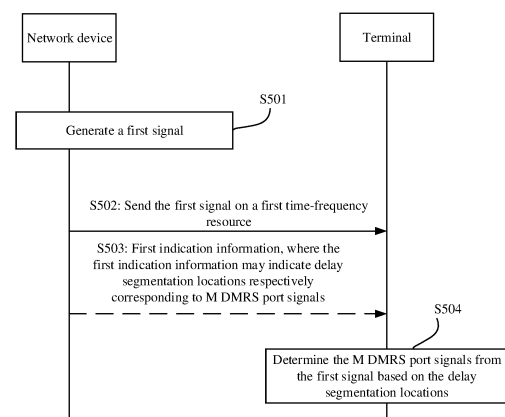 Network device
Terminal
S501
Generate a first signal
S502: Send the first signal on a first time-frequency
resource
S503: First indication information, where the
first indication information may indicate delay
segmentation locations respectively
corresponding to M DMRS port signals
S504
Determine the M DMRS port signals from
the first signal based on the delay
segmentation locations